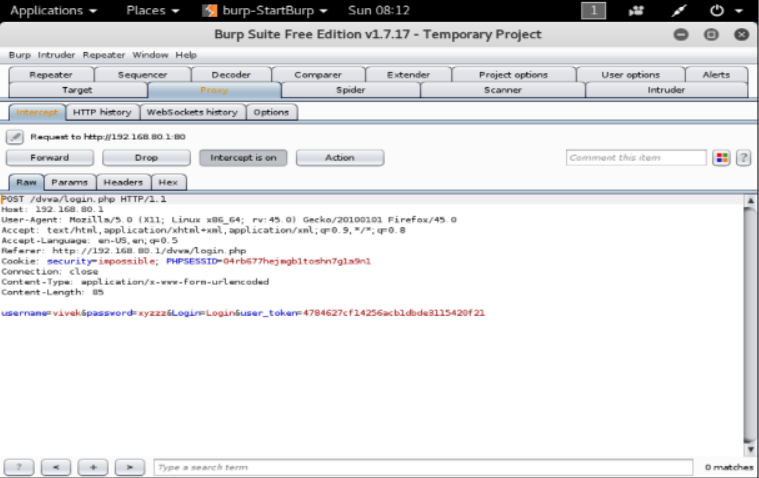 Applications Places burp-StartBurp Sun 08:12 1
Burp Suite Free Edition v1.7.17 - Temporary Project
Burp Intruder Repeater Window Help
Repeater Sequencer Decoder Comparer Extender Project options User options Alerts
Target Proxy Spider Scanner Intruder
Intercept HTTP history WebSockets history Options
Request to http://192.168.80.1:80
Forward Drop Intercept is on Action Comment this item ?
Raw Params Headers Hex
POST /dvwa/login.php HTTP/1.1
Host: 192.168.80.1
User-Agent: Mozilla/5.0 (X11; Linux x86_64; rv:45.0) Gecko/20100101 Firefox/45.0
Accept: text/html,application/xhtml+xml,application/xml;q=0.9,*/*;q=0.8
Accept-Language: en-US,en;q=0.5
Referer: http://192.168.80.1/dvwa/login.php
Cookie: security=impossible; PHPSESSID=04rb677hejmgb1toshn7g1a9n1
Connection: close
Content-Type: application/x-www-form-urlencoded
Content-Length: 85
username=vivek&password=xyzzz&Login=Login&user_token=4784627cf14256acb1dbde3115420f21
? < + > Type a search term 0 matches